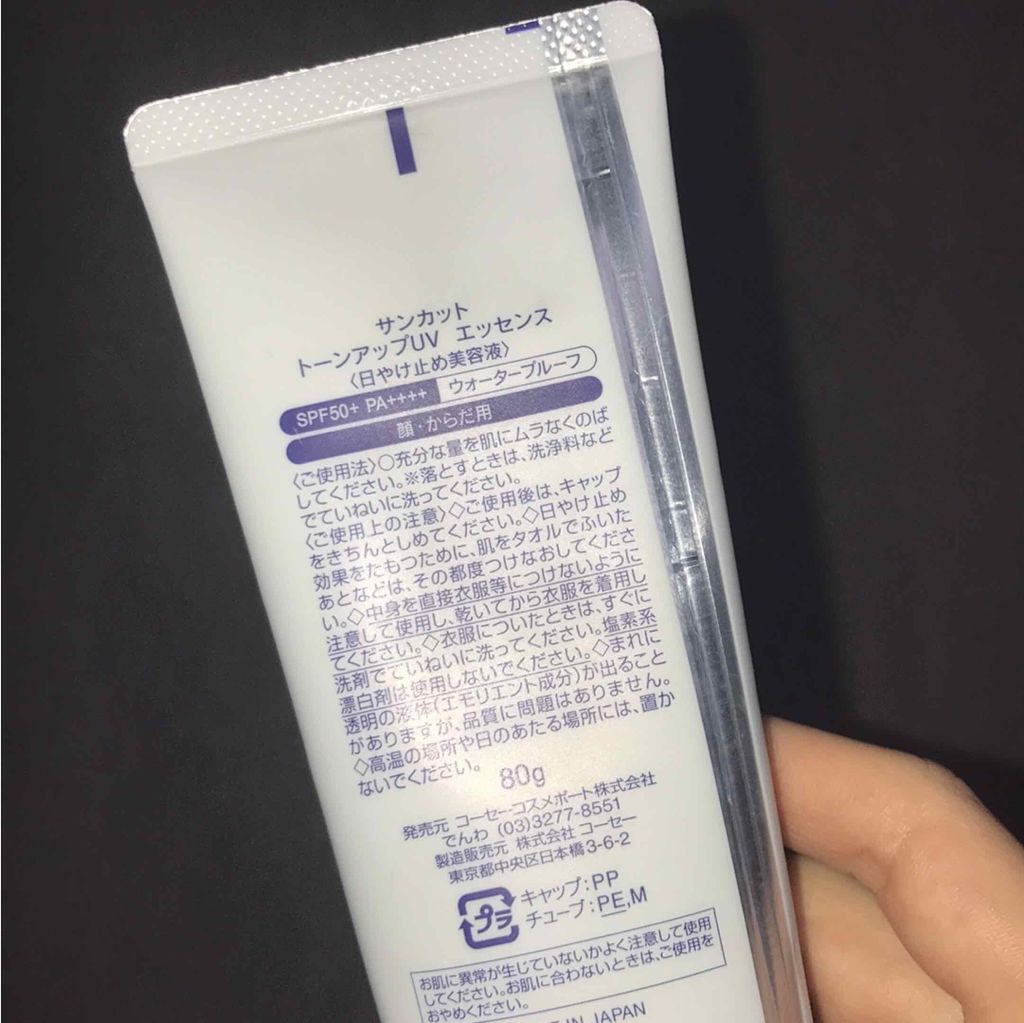 サンカット
トーンアップUV エッセンス
〈日やけ止め美容液〉
SPF50+ PA++++ ウォータープルーフ
顔・からだ用
〈ご使用法〉○充分な量を肌にムラなくのば
してください。※落とすときは、洗浄料など
でていねいに洗ってください。
〈ご使用上の注意〉◇ご使用後は、キャップ
をきちんとしめてください。◇日やけ止め
効果をたもつために、肌をタオルでふいた
あとなどは、その都度つけなおしてくださ
い。◇中身を直接衣服等につけないように
注意して使用し、乾いてから衣服を着用し
てください。◇衣服についたときは、すぐに
洗剤でていねいに洗ってください。塩素系
漂白剤は使用しないでください。◇まれに
透明の液体(エモリエント成分)が出ること
がありますが、品質に問題はありません。
◇高温の場所や日のあたる場所には、置か
ないでください。
80g
発売元 コーセーコスメポート株式会社
でんわ (03)3277-8551
製造販売元 株式会社 コーセー
東京都中央区日本橋3-6-2
プラ
キャップ:PP
チューブ:PE,M
お肌に異常が生じていないかよく注意して使用
してください。お肌に合わないときは、ご使用を
おやめください。
IN JAPAN